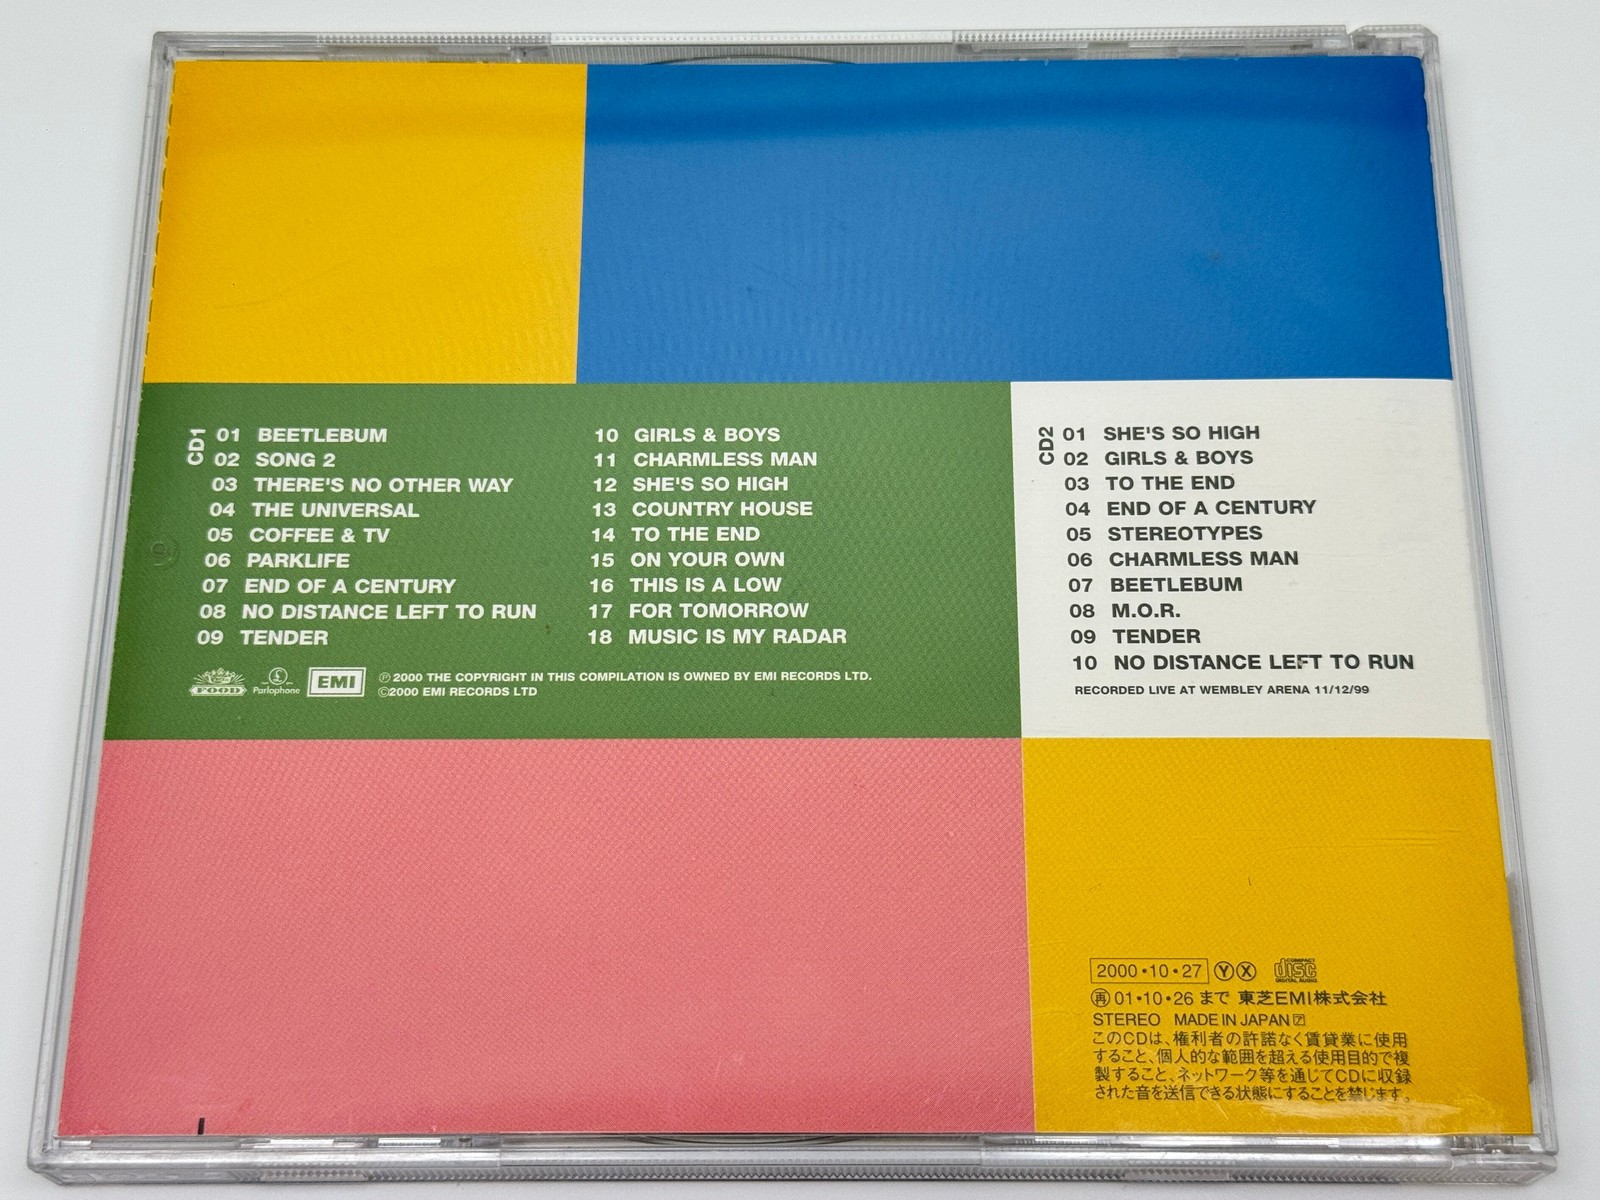 CD1
01 BEETLEBUM
02 SONG 2
03 THERE'S NO OTHER WAY
04 THE UNIVERSAL
05 COFFEE & TV
06 PARKLIFE
07 END OF A CENTURY
08 NO DISTANCE LEFT TO RUN
09 TENDER
10 GIRLS & BOYS
11 CHARMLESS MAN
12 SHE'S SO HIGH
13 COUNTRY HOUSE
14 TO THE END
15 ON YOUR OWN
16 THIS IS A LOW
17 FOR TOMORROW
18 MUSIC IS MY RADAR
FOOD Parlophone EMI
℗ 2000 THE COPYRIGHT IN THIS COMPILATION IS OWNED BY EMI RECORDS LTD.
©2000 EMI RECORDS LTD
CD2
01 SHE'S SO HIGH
02 GIRLS & BOYS
03 TO THE END
04 END OF A CENTURY
05 STEREOTYPES
06 CHARMLESS MAN
07 BEETLEBUM
08 M.O.R.
09 TENDER
10 NO DISTANCE LEFT TO RUN
RECORDED LIVE AT WEMBLEY ARENA 11/12/99
2000•10•27 Ⓨ Ⓧ COMPACT disc DIGITAL AUDIO
㊢ 01•10•26 まで 東芝EMI株式会社
STEREO MADE IN JAPAN ア
このCDは、権利者の許諾なく賃貸業に使用
すること、個人的な範囲を超える使用目的で複
製すること、ネットワーク等を通じてCDに収録
された音を送信できる状態にすることを禁じます。